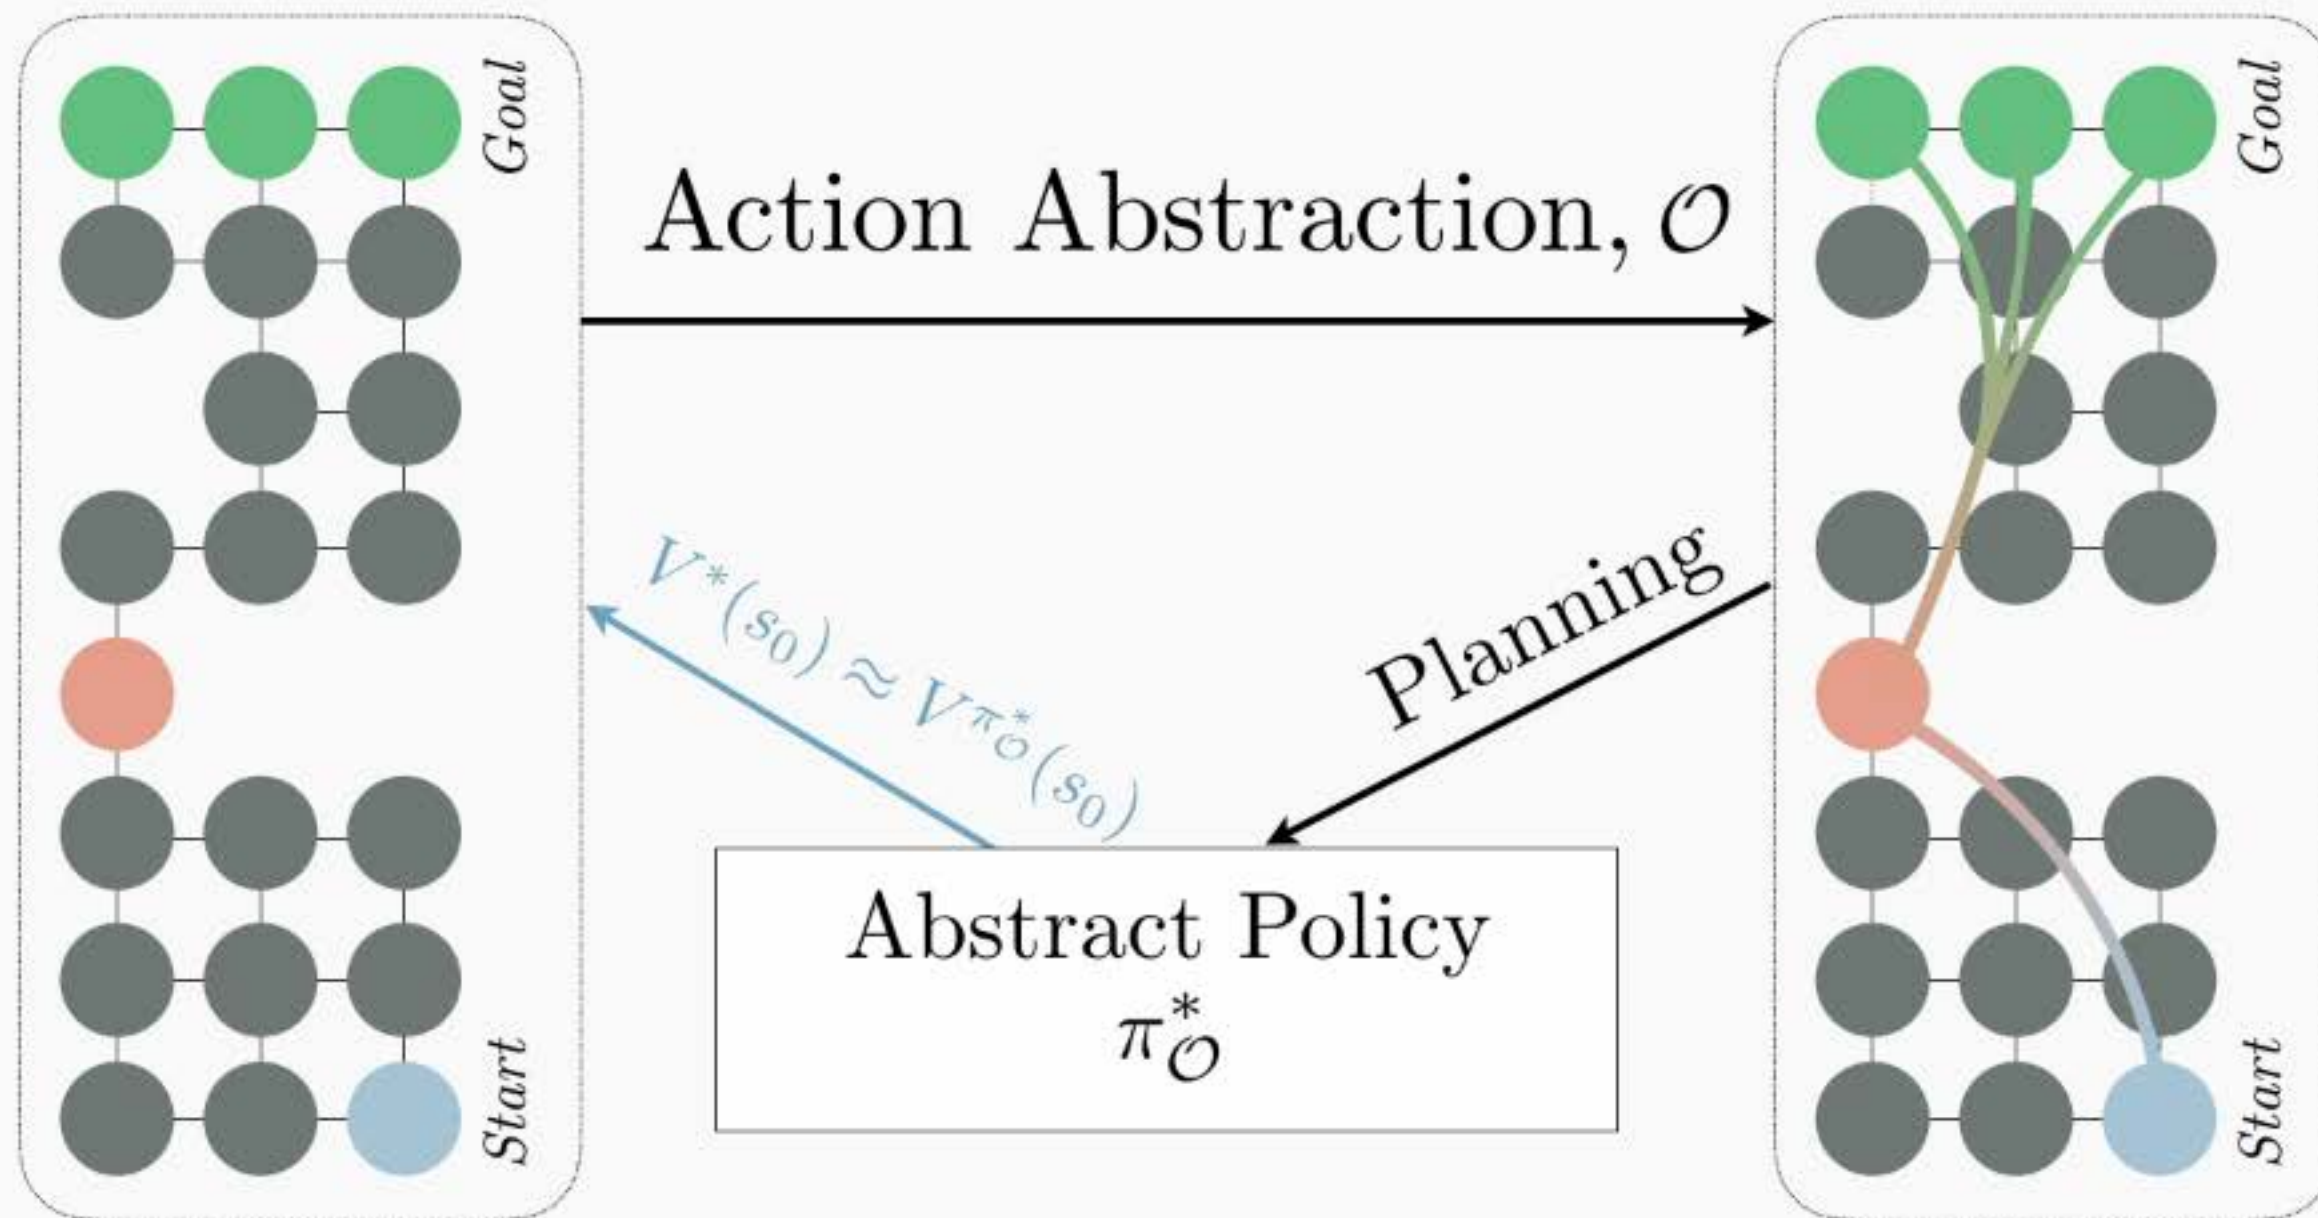 Goal
Start
Action Abstraction, 𝒪
V*(s₀) ≈ V^{π*_𝒪}(s₀)
Planning
Abstract Policy
π*_𝒪
Goal
Start